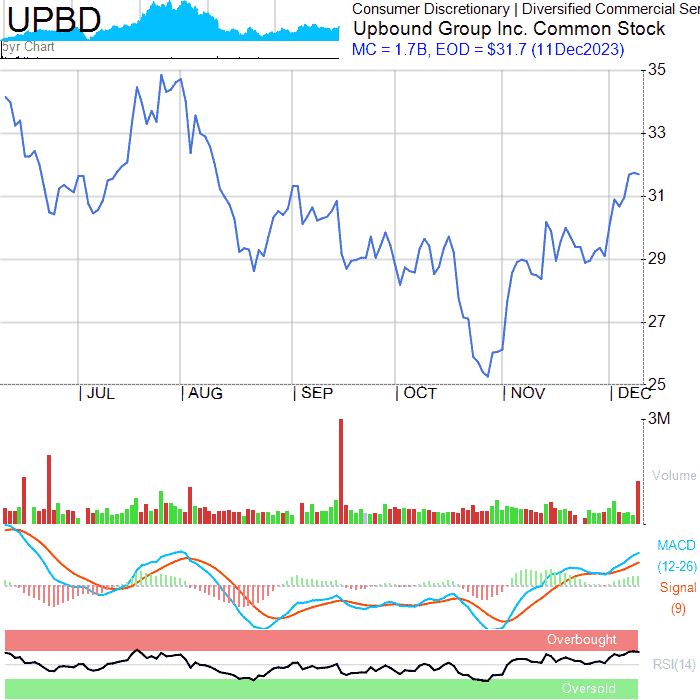 UPBD
5yr Chart
Consumer Discretionary | Diversified Commercial Ser
Upbound Group Inc. Common Stock
MC = 1.7B, EOD = $31.7 (11Dec2023)
35
33
31
29
27
25
JUL AUG SEP OCT NOV DEC
3M
Volume
MACD
(12-26)
Signal
(9)
Overbought
RSI(14)
Oversold